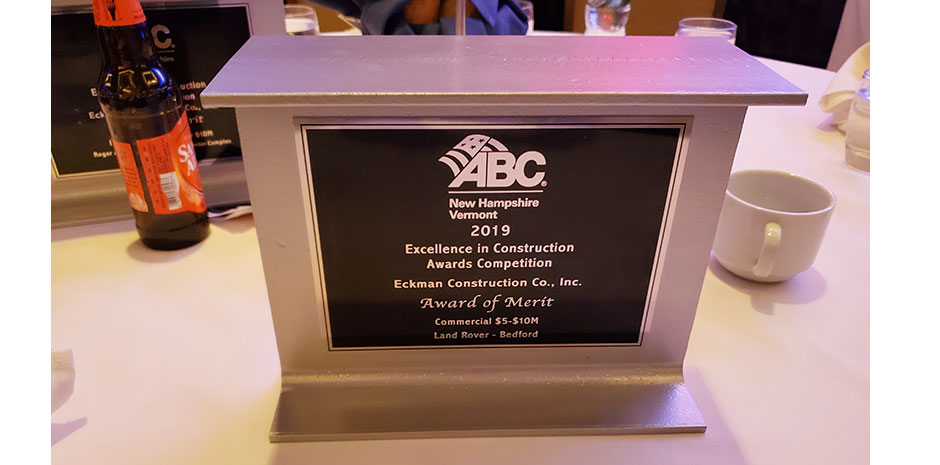 ABC®
New Hampshire
Vermont
2019
Excellence in Construction
Awards Competition
Eckman Construction Co., Inc.
Award of Merit
Commercial $5-$10M
Land Rover - Bedford